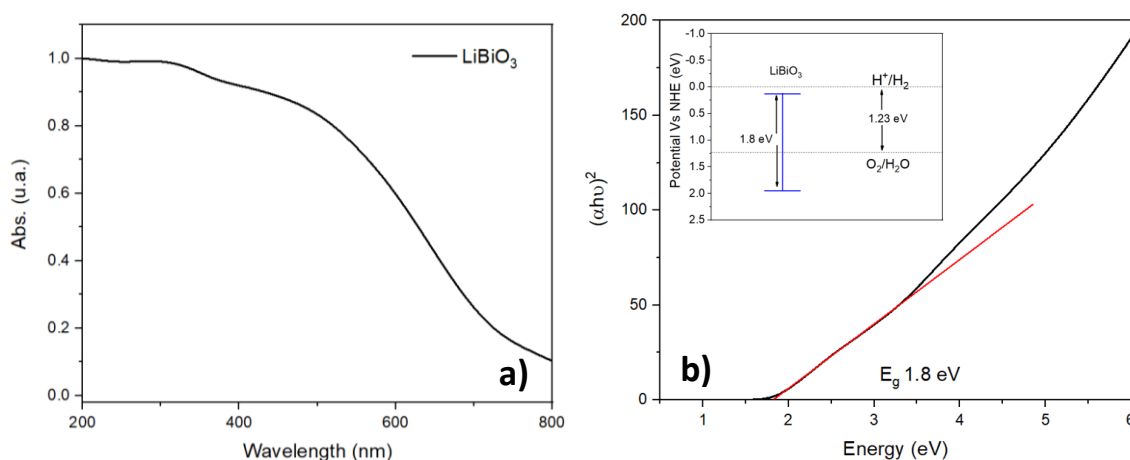 LiBiO₃
1.0
0.8
0.6
0.4
0.2
0.0
Abs. (u.a.)
200
400
600
800
Wavelength (nm)
a)
200
150
100
50
0
(αhυ)²
1
2
3
4
5
6
Energy (eV)
E_g 1.8 eV
b)
-1.0
-0.5
0.0
0.5
1.0
1.5
2.0
2.5
Potential Vs NHE (eV)
LiBiO₃
1.8 eV
H⁺/H₂
1.23 eV
O₂/H₂O